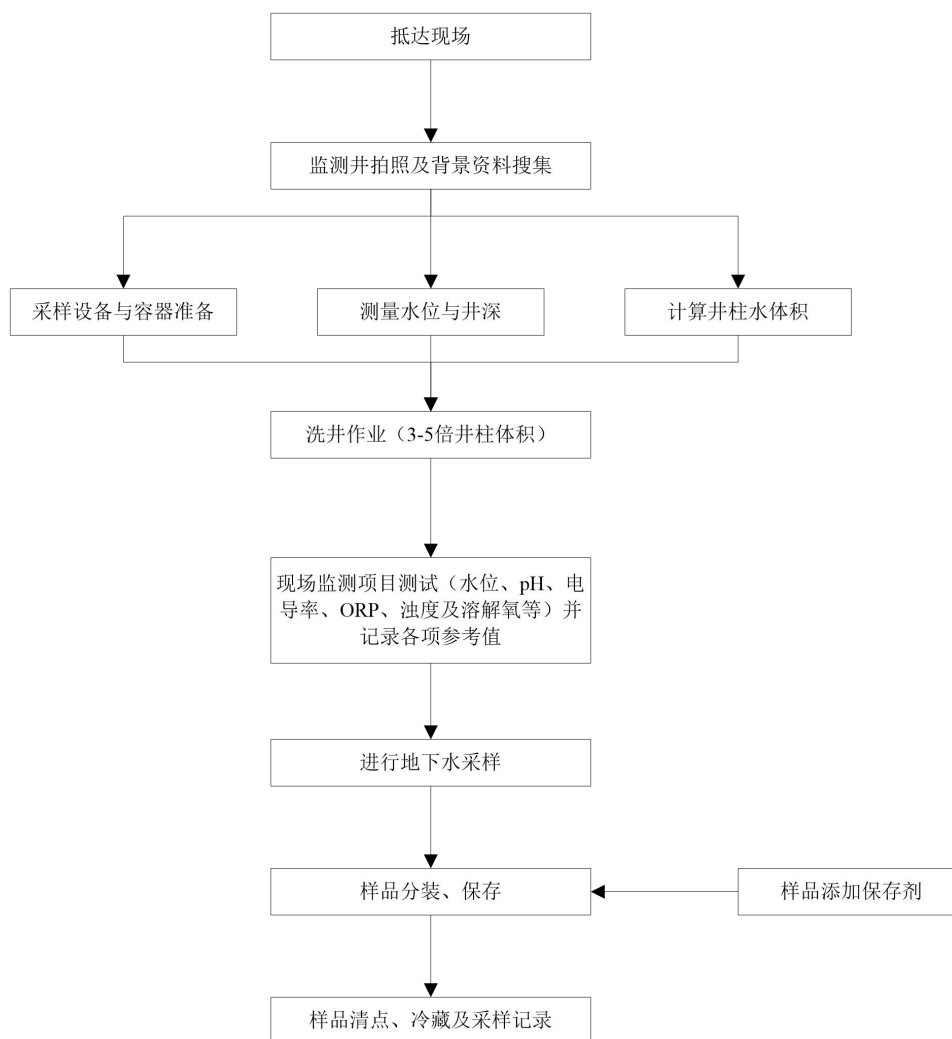 抵达现场
监测井拍照及背景资料搜集
采样设备与容器准备
测量水位与井深
计算井柱水体积
洗井作业（3-5倍井柱体积）
现场监测项目测试（水位、pH、电
导率、ORP、浊度及溶解氧等）并
记录各项参考值
进行地下水采样
样品分装、保存
样品添加保存剂
样品清点、冷藏及采样记录